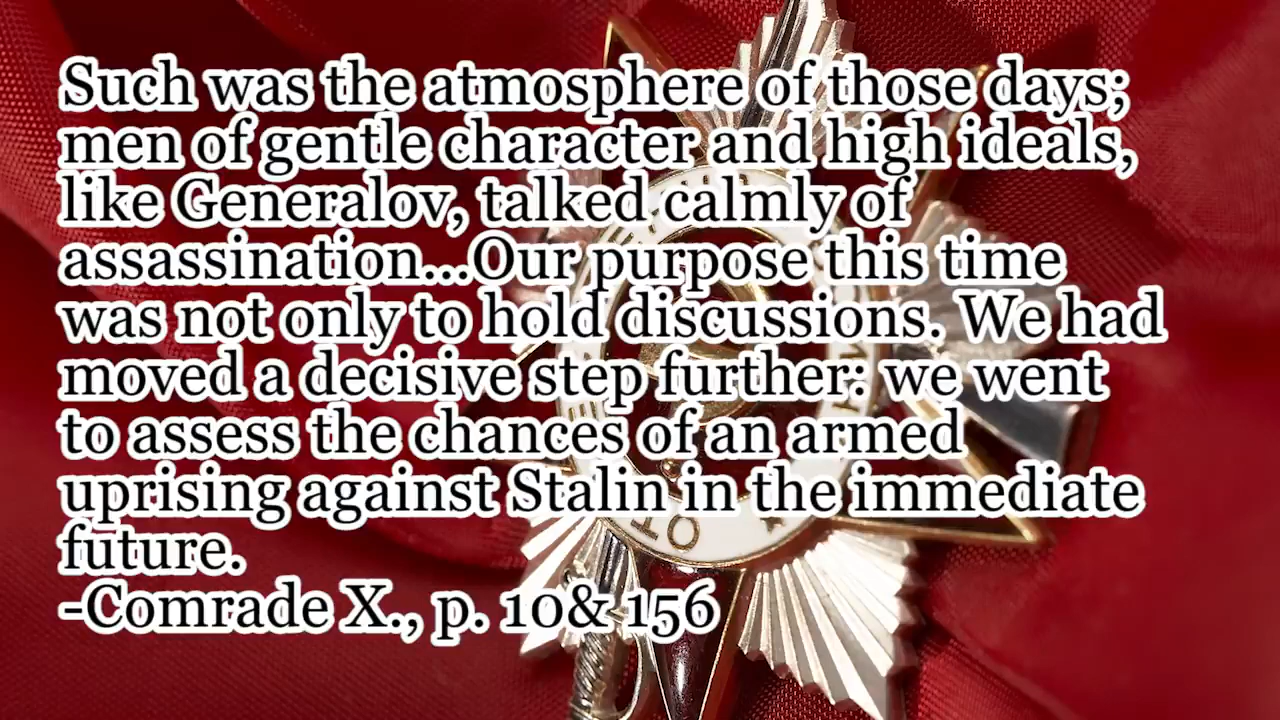 Such was the atmosphere of those days;
men of gentle character and high ideals,
like Generalov, talked calmly of
assassination...Our purpose this time
was not only to hold discussions. We had
moved a decisive step further: we went
to assess the chances of an armed
uprising against Stalin in the immediate
future.
-Comrade X., p. 10& 156